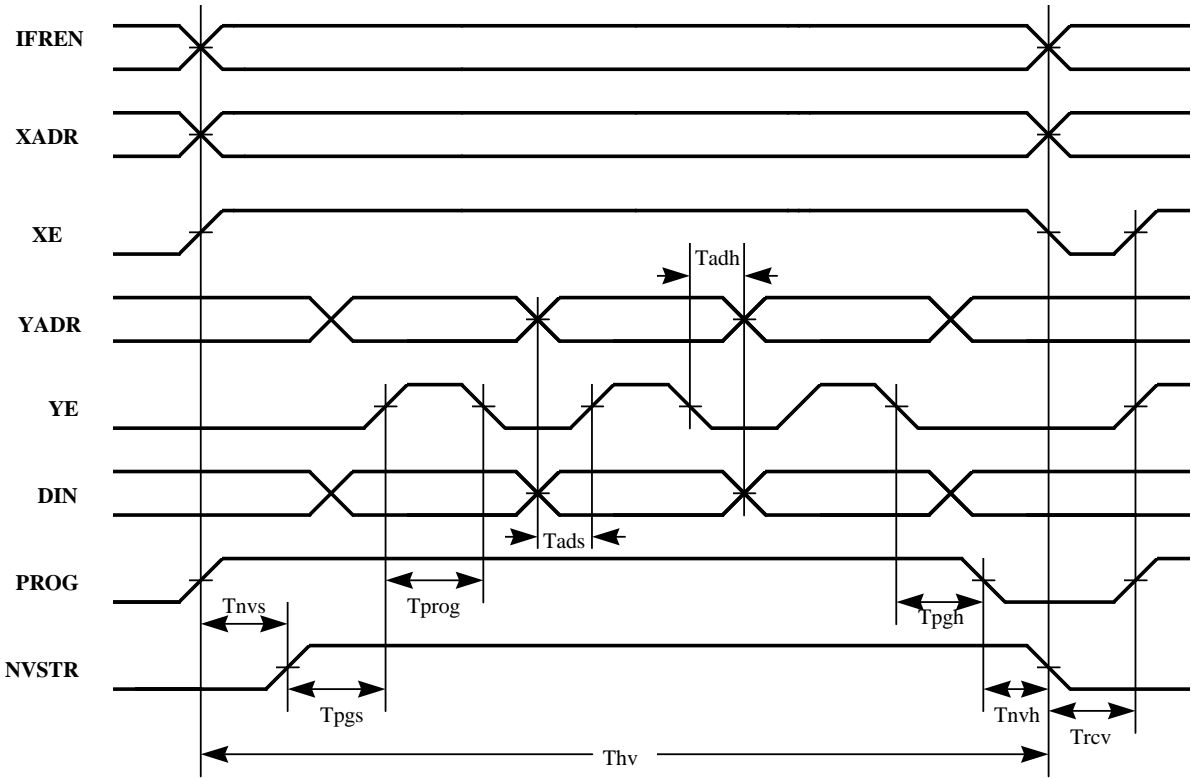 IFREN
XADR
XE
Tadh
YADR
YE
DIN
Tads
PROG
Tnvs
Tprog
Tpgh
NVSTR
Tpgs
Tnvh
Trcv
Thv